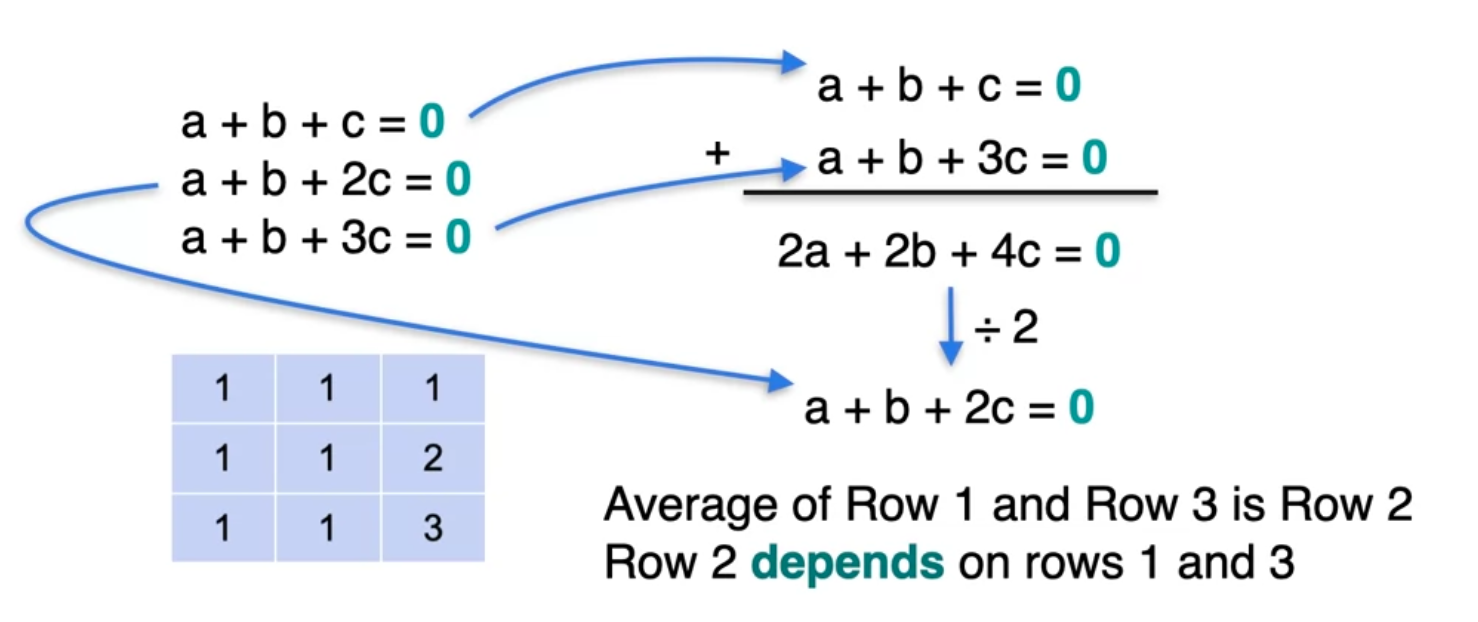 a + b + c = 0
a + b + 2c = 0
a + b + 3c = 0
a + b + c = 0
+ a + b + 3c = 0
2a + 2b + 4c = 0
÷ 2
a + b + 2c = 0
1 1 1
1 1 2
1 1 3
Average of Row 1 and Row 3 is Row 2
Row 2 depends on rows 1 and 3